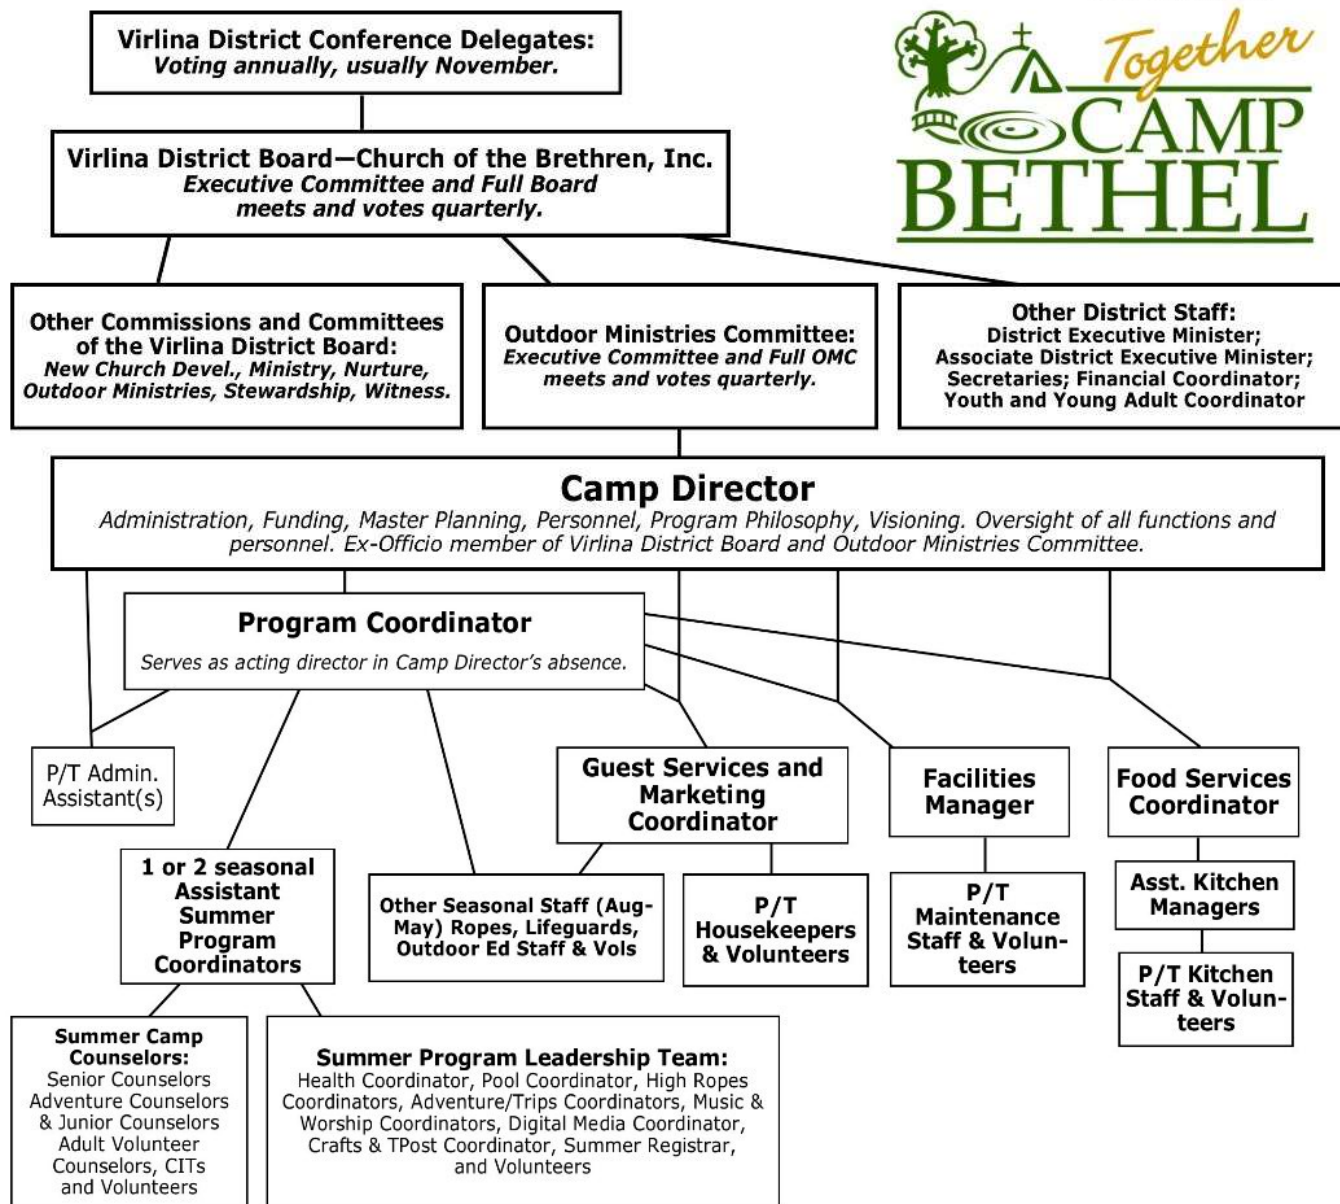 Virlina District Conference Delegates:
Voting annually, usually November.
Together
CAMP
BETHEL
Virlina District Board—Church of the Brethren, Inc.
Executive Committee and Full Board
meets and votes quarterly.
Other Commissions and Committees
of the Virlina District Board:
New Church Devel., Ministry, Nurture,
Outdoor Ministries, Stewardship, Witness.
Outdoor Ministries Committee:
Executive Committee and Full OMC
meets and votes quarterly.
Other District Staff:
District Executive Minister;
Associate District Executive Minister;
Secretaries; Financial Coordinator;
Youth and Young Adult Coordinator
Camp Director
Administration, Funding, Master Planning, Personnel, Program Philosophy, Visioning. Oversight of all functions and
personnel. Ex-Officio member of Virlina District Board and Outdoor Ministries Committee.
Program Coordinator
Serves as acting director in Camp Director's absence.
P/T Admin.
Assistant(s)
Guest Services and
Marketing
Coordinator
Facilities
Manager
Food Services
Coordinator
1 or 2 seasonal
Assistant
Summer
Program
Coordinators
Other Seasonal Staff (Aug-
May) Ropes, Lifeguards,
Outdoor Ed Staff & Vols
P/T
Housekeepers
& Volunteers
P/T
Maintenance
Staff & Volun-
teers
Asst. Kitchen
Managers
P/T Kitchen
Staff & Volun-
teers
Summer Camp
Counselors:
Senior Counselors
Adventure Counselors
& Junior Counselors
Adult Volunteer
Counselors, CITs
and Volunteers
Summer Program Leadership Team:
Health Coordinator, Pool Coordinator, High Ropes
Coordinators, Adventure/Trips Coordinators, Music &
Worship Coordinators, Digital Media Coordinator,
Crafts & TPost Coordinator, Summer Registrar,
and Volunteers